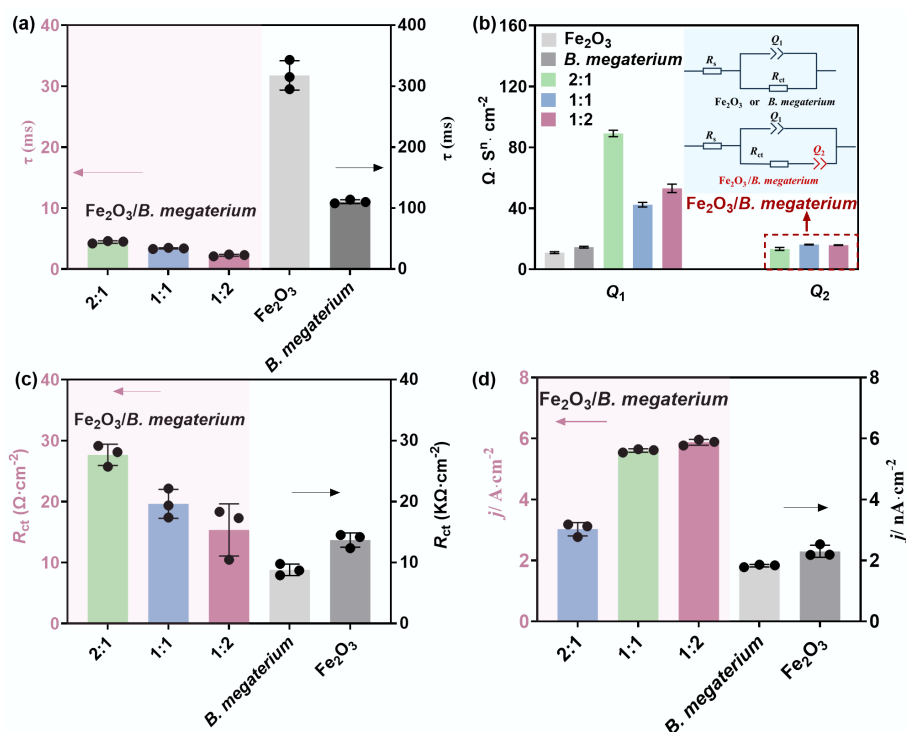 (a)
40
30
20
10
0
τ (ms)
Fe₂O₃/B. megaterium
400
300
200
100
0
τ (ms)
2:1
1:1
1:2
Fe₂O₃
B. megaterium
(b)
160
120
80
40
0
Ω· Sⁿ· cm⁻²
Fe₂O₃
B. megaterium
2:1
1:1
1:2
Q₁
Rₛ
R_ct
Fe₂O₃ or B. megaterium
Q₁
Rₛ
R_ct
Q₂
Fe₂O₃/B. megaterium
Fe₂O₃/B. megaterium
Q₁
Q₂
(c)
40
30
20
10
0
R_ct (Ω·cm⁻²)
Fe₂O₃/B. megaterium
40
30
20
10
0
R_ct (KΩ·cm⁻²)
2:1
1:1
1:2
B. megaterium
Fe₂O₃
(d)
8
6
4
2
0
j/ A·cm⁻²
Fe₂O₃/B. megaterium
8
6
4
2
0
j/ nA·cm⁻²
2:1
1:1
1:2
B. megaterium
Fe₂O₃